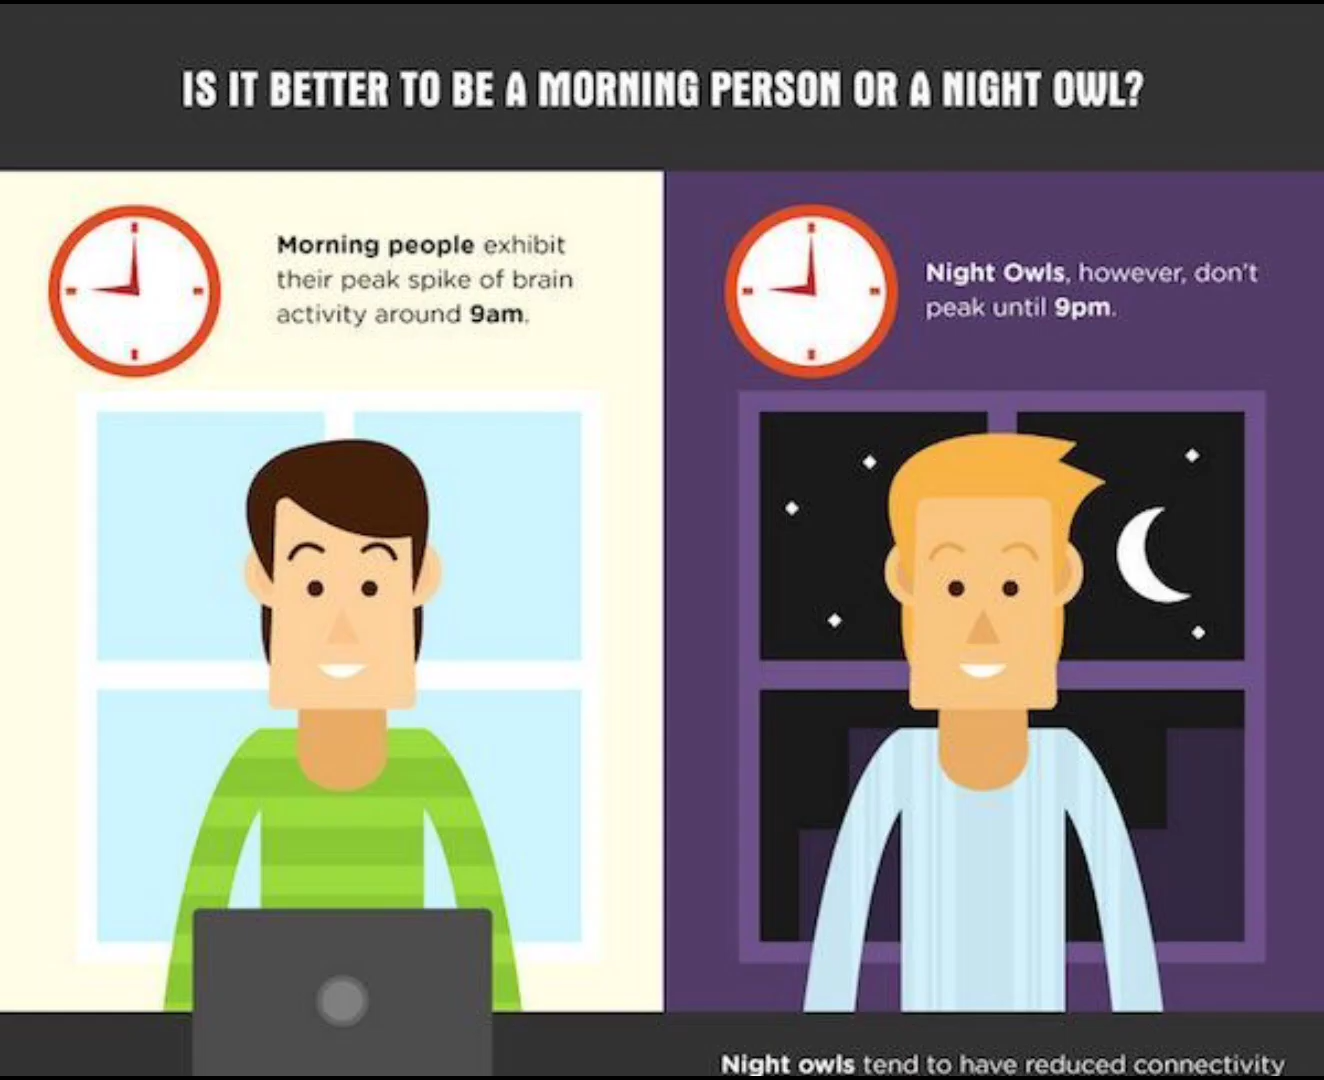 IS IT BETTER TO BE A MORNING PERSON OR A NIGHT OWL?
Morning people exhibit
their peak spike of brain
activity around 9am.
Night Owls, however, don't
peak until 9pm.
Night owls tend to have reduced connectivity